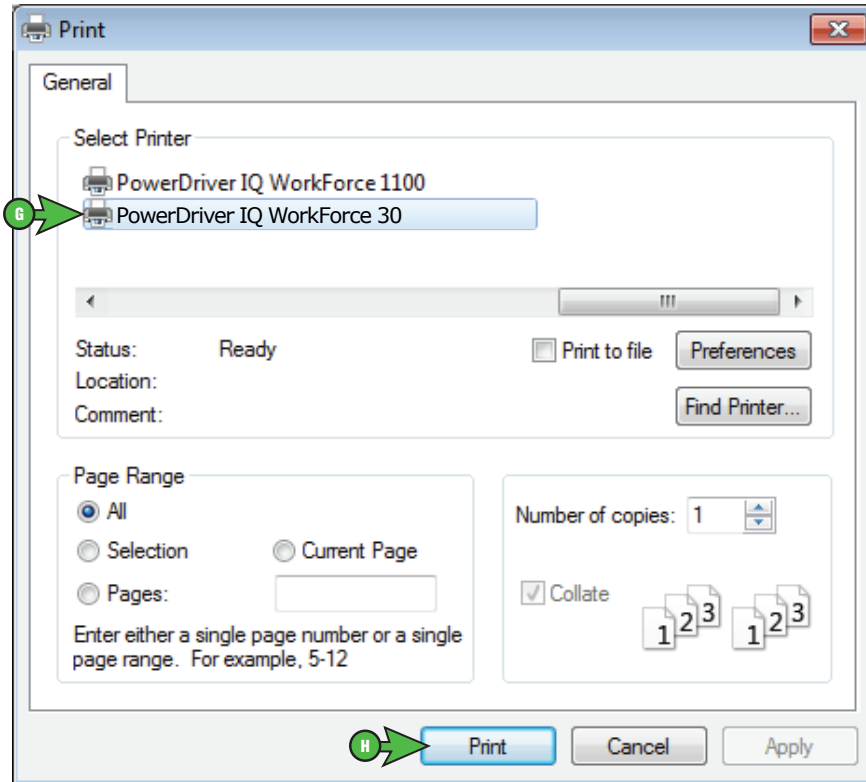 Print
General
Select Printer
PowerDriver IQ WorkForce 1100
G
PowerDriver IQ WorkForce 30
Status: Ready
Print to file
Preferences
Location:
Comment:
Find Printer...
Page Range
All
Selection
Current Page
Pages:
Enter either a single page number or a single
page range. For example, 5-12
Number of copies: 1
Collate
1 2 3 1 2 3
H
Print
Cancel
Apply